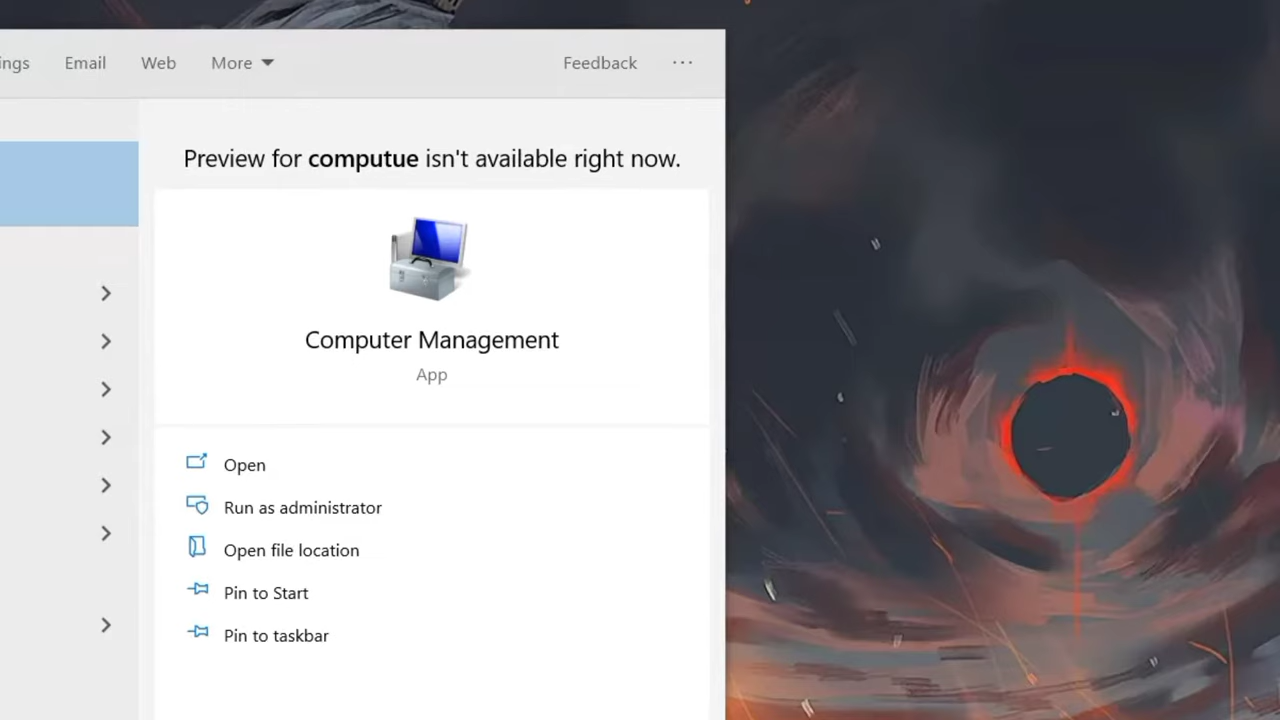 ings Email Web More Feedback ...
Preview for computue isn't available right now.
Computer Management
App
Open
Run as administrator
Open file location
Pin to Start
Pin to taskbar